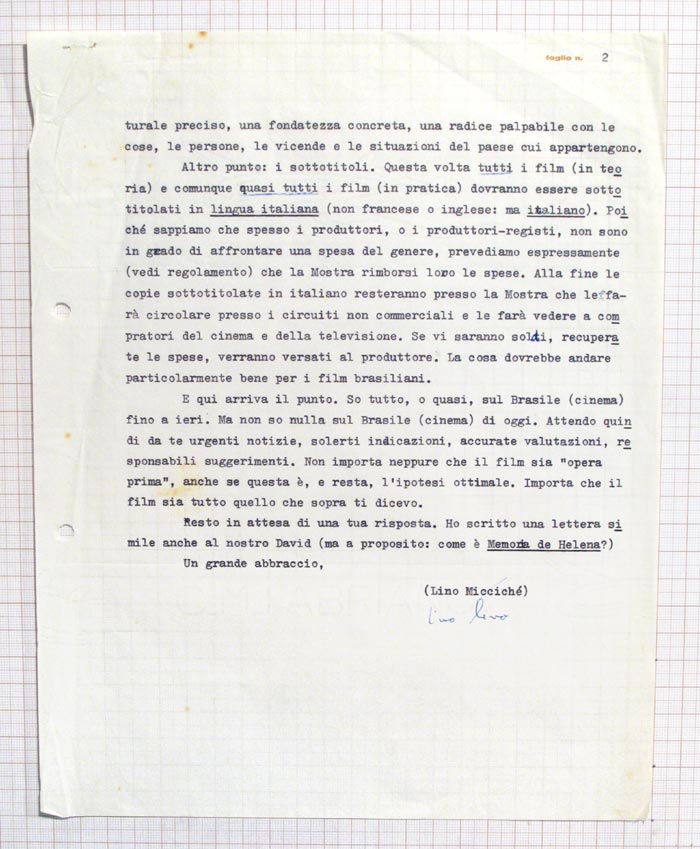 foglio n. 2
turale preciso, una fondatezza concreta, una radice palpabile con le
cose, le persone, le vicende e le situazioni del paese cui appartengono.
Altro punto: i sottotitoli. Questa volta tutti i film (in teo
ria) e comunque quasi tutti i film (in pratica) dovranno essere sotto
titolati in lingua italiana (non francese o inglese: ma italiano). Poi
ché sappiamo che spesso i produttori, o i produttori-registi, non sono
in grado di affrontare una spesa del genere, prevediamo espressamente
(vedi regolamento) che la Mostra rimborsi loro le spese. Alla fine le
copie sottotitolate in italiano resteranno presso la Mostra che le fa-
rà circolare presso i circuiti non commerciali e le farà vedere a com
pratori del cinema e della televisione. Se vi saranno soldi, recupera
te le spese, verranno versati al produttore. La cosa dovrebbe andare
particolarmente bene per i film brasiliani.
E qui arriva il punto. So tutto, o quasi, sul Brasile (cinema)
fino a ieri. Ma non so nulla sul Brasile (cinema) di oggi. Attendo quin
di da te urgenti notizie, solerti indicazioni, accurate valutazioni, re
sponsabili suggerimenti. Non importa neppure che il film sia "opera
prima", anche se questa è, e resta, l'ipotesi ottimale. Importa che il
film sia tutto quello che sopra ti dicevo.
Resto in attesa di una tua risposta. Ho scritto una lettera si
mile anche al nostro David (ma a proposito: come è Memoria de Helena?)
Un grande abbraccio,
(Lino Miccichè)